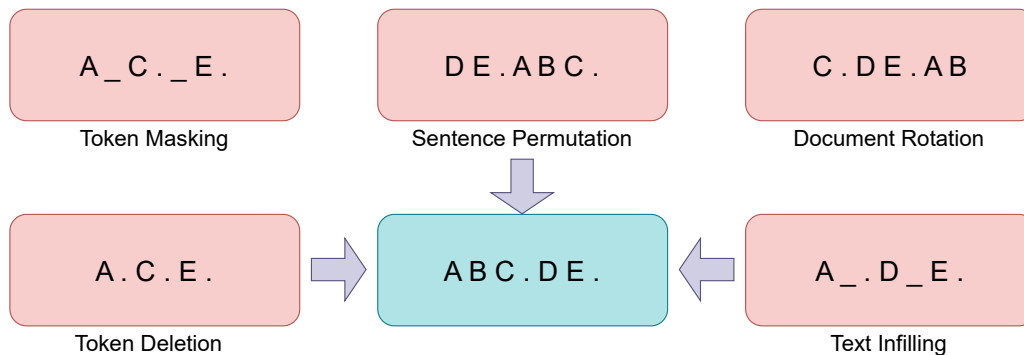 A _ C . _ E .
D E . A B C .
C . D E . A B
Token Masking
Sentence Permutation
Document Rotation
A . C . E .
A B C . D E .
A _ . D _ E .
Token Deletion
Text Infilling